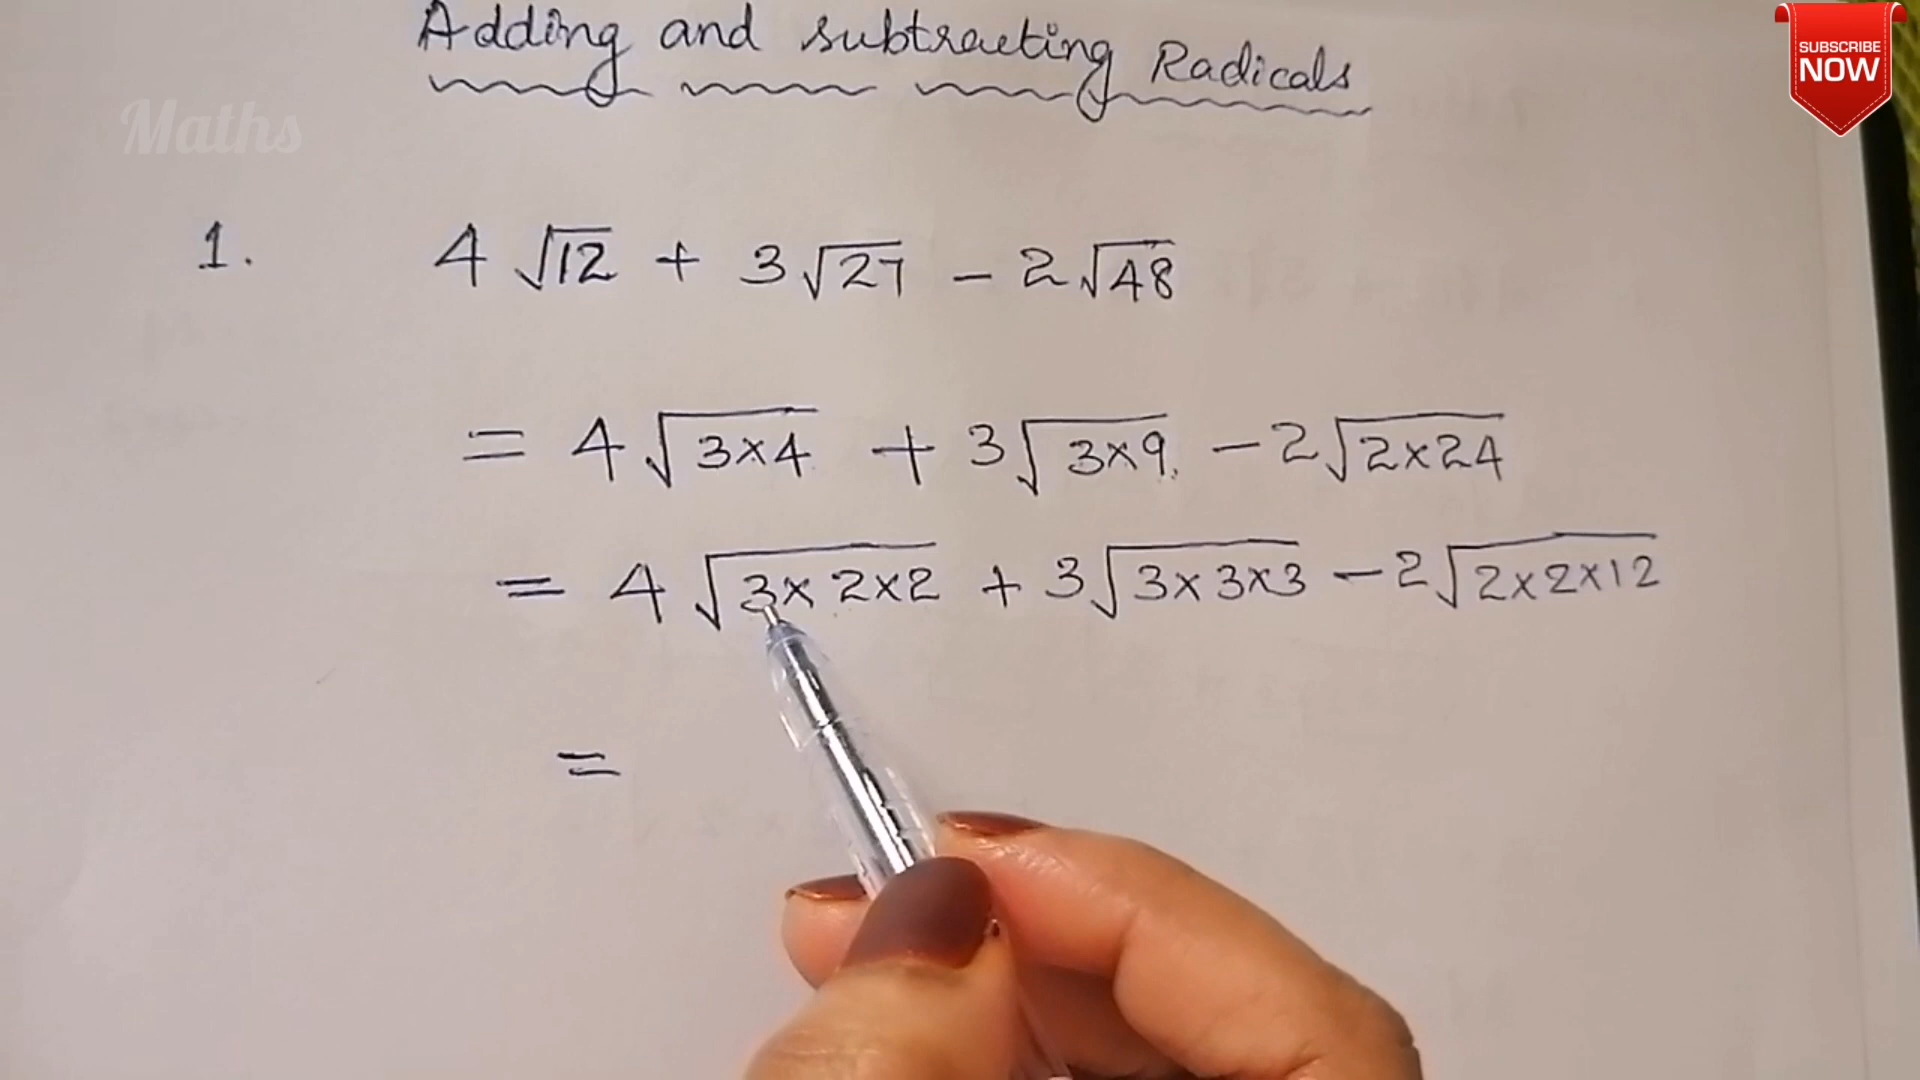 Adding and subtracting Radicals
SUBSCRIBE
NOW
Maths
1. 4 √12 + 3 √27 - 2 √48
= 4 √3×4 + 3 √3×9 - 2 √2×24
= 4 √3×2×2 + 3 √3×3×3 - 2 √2×2×12
=